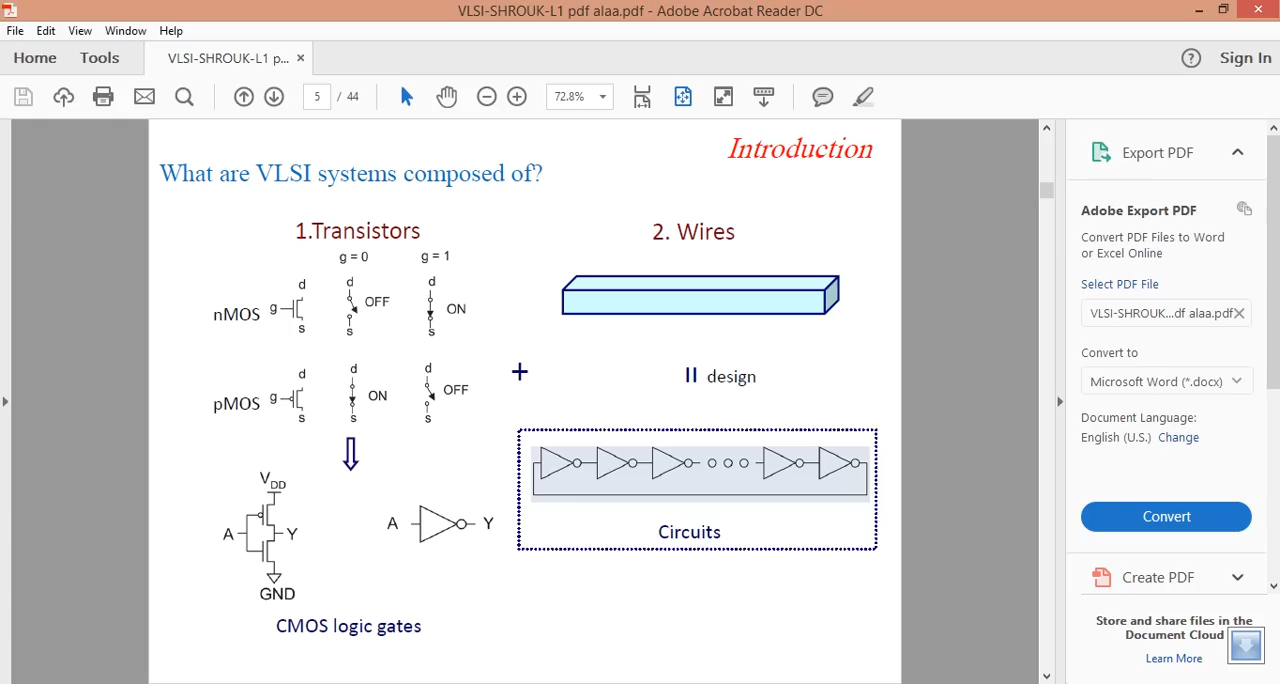 VLSI-SHROUK-L1 pdf alaa.pdf - Adobe Acrobat Reader DC
File Edit View Window Help
Home Tools VLSI-SHROUK-L1 p... × Sign In
5 / 44 72.8%
Introduction
What are VLSI systems composed of?
1.Transistors
2. Wires
g = 0 g = 1
nMOS g d s d OFF s d ON s
pMOS g d s d ON s d OFF s
+
II design
VDD
A Y
GND
A Y
CMOS logic gates
Circuits
Export PDF
Adobe Export PDF
Convert PDF Files to Word
or Excel Online
Select PDF File
VLSI-SHROUK...df alaa.pdf
Convert to
Microsoft Word (*.docx)
Document Language:
English (U.S.) Change
Convert
Create PDF
Store and share files in the
Document Cloud
Learn More